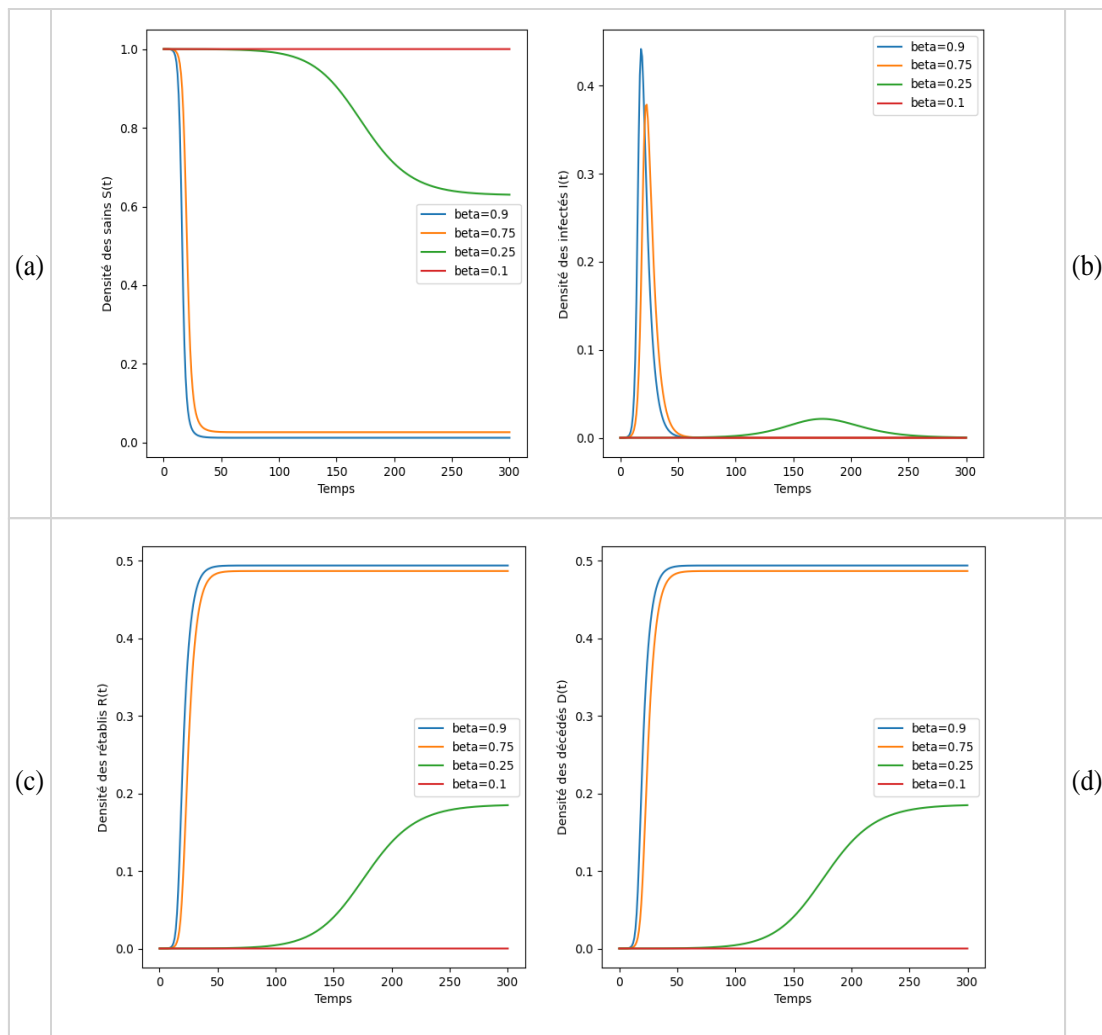 (a)
Densité des sains S(t)
1.0
0.8
0.6
0.4
0.2
0.0
beta=0.9
beta=0.75
beta=0.25
beta=0.1
0 50 100 150 200 250 300
Temps
Densité des infectés I(t)
0.4
0.3
0.2
0.1
0.0
beta=0.9
beta=0.75
beta=0.25
beta=0.1
0 50 100 150 200 250 300
Temps
(b)
(c)
Densité des rétablis R(t)
0.5
0.4
0.3
0.2
0.1
0.0
beta=0.9
beta=0.75
beta=0.25
beta=0.1
0 50 100 150 200 250 300
Temps
Densité des décédés D(t)
0.5
0.4
0.3
0.2
0.1
0.0
beta=0.9
beta=0.75
beta=0.25
beta=0.1
0 50 100 150 200 250 300
Temps
(d)